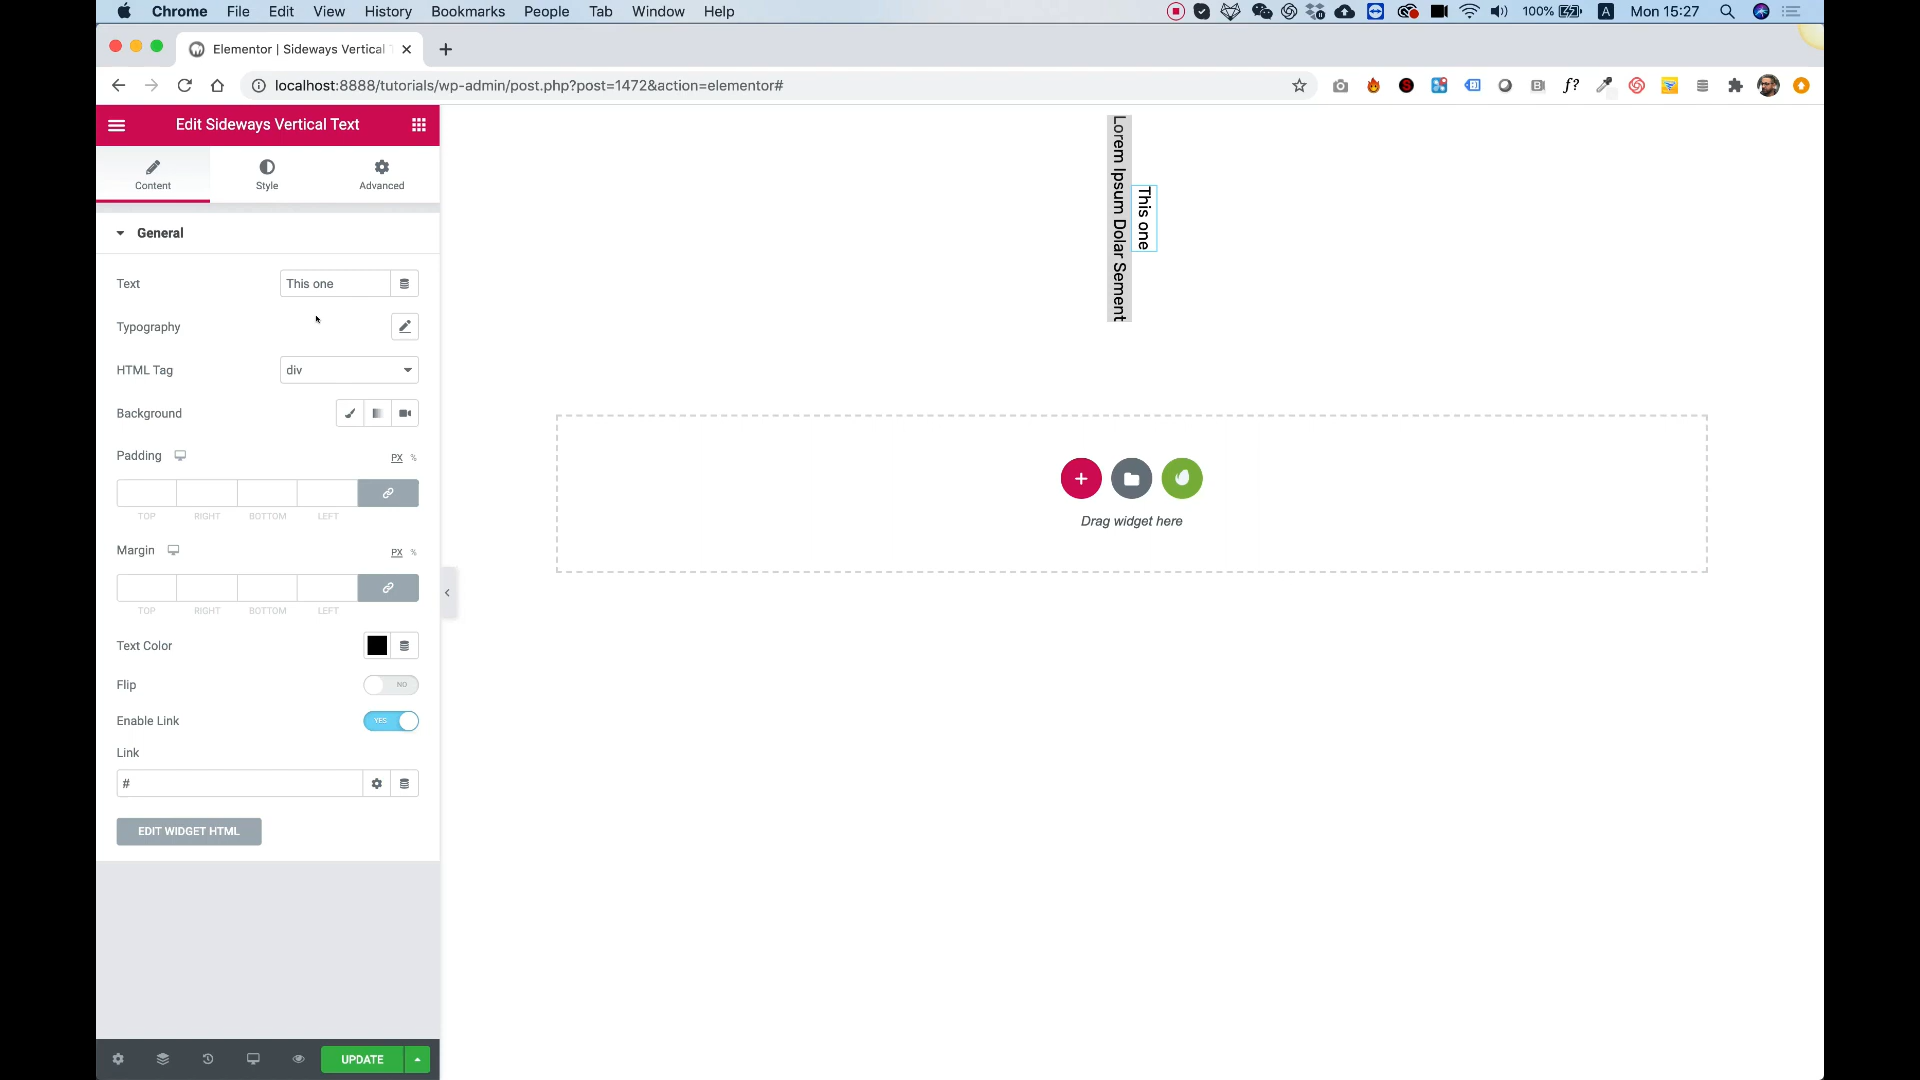 Chrome File Edit View History Bookmarks People Tab Window Help
100% A Mon 15:27
Elementor | Sideways Vertical
localhost:8888/tutorials/wp-admin/post.php?post=1472&action=elementor#
f?
Edit Sideways Vertical Text
Content Style Advanced
General
Text This one
Typography
HTML Tag div
Background
Padding PX %
TOP RIGHT BOTTOM LEFT
Margin PX %
TOP RIGHT BOTTOM LEFT
Text Color
Flip NO
Enable Link YES
Link
#
EDIT WIDGET HTML
UPDATE
Lorem Ipsum Dolar Sement
This one
Drag widget here